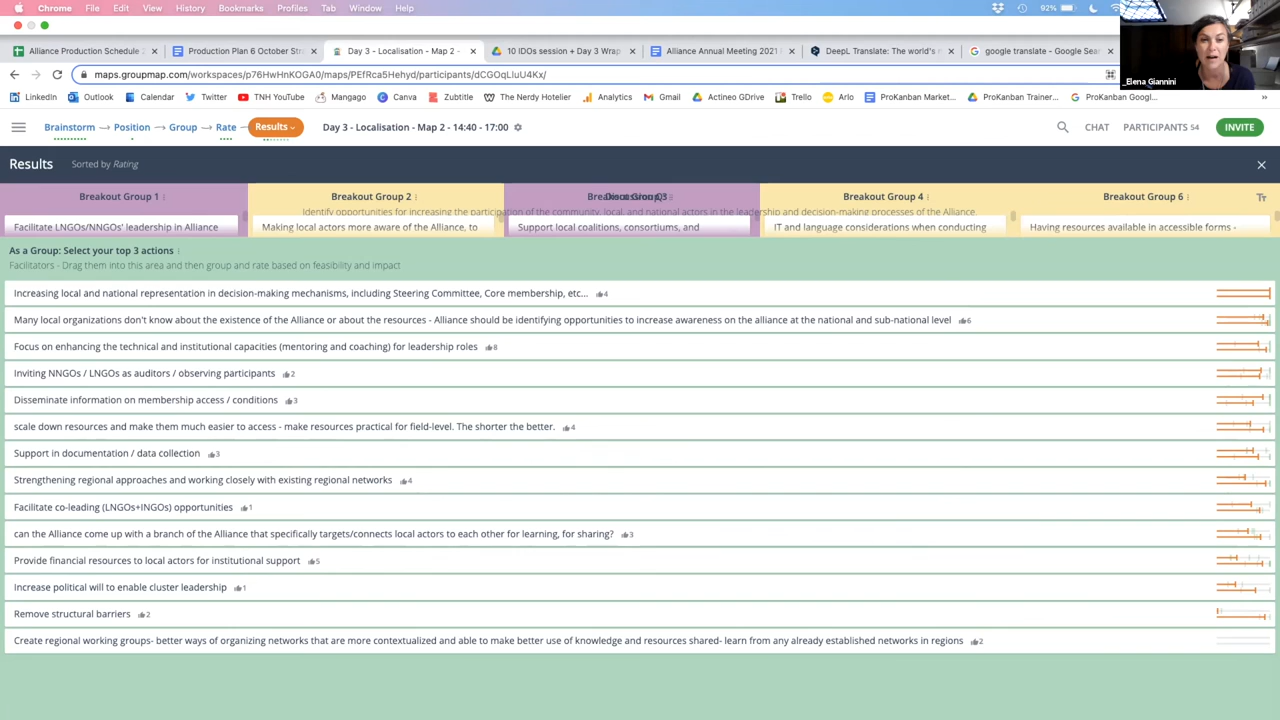 Chrome File Edit View History Bookmarks Profiles Tab Window Help 92%
Alliance Production Schedule 2 Production Plan 6 October Str Day 3 - Localisation - Map 2 - 10 IDOs session + Day 3 Wrap Alliance Annual Meeting 2021 DeepL Translate: The world's google translate - Google Sea
maps.groupmap.com/workspaces/p76HwHnKOGA0/maps/PEfRca5Hehyd/participants/dCGOqLIuU4Kx/
_Elena Giannini
LinkedIn Outlook Calendar Twitter TNH YouTube Mangago Canva Zubtitle The Nerdy Hotelier Analytics Gmail Actineo GDrive Trello Arlo ProKanban Market... ProKanban Trainer... ProKanban Googl... »
Brainstorm Position Group Rate Results Day 3 - Localisation - Map 2 - 14:40 - 17:00 CHAT PARTICIPANTS 54 INVITE
Results Sorted by Rating
Breakout Group 1 Breakout Group 2 Breakout Group 4 Breakout Group 6
Identify opportunities for increasing the participation of the community, local, and national actors in the leadership and decision-making processes of the Alliance.
Facilitate LNGOs/NNGOs' leadership in Alliance Making local actors more aware of the Alliance, to Support local coalitions, consortiums, and IT and language considerations when conducting Having resources available in accessible forms -
As a Group: Select your top 3 actions
Facilitators - Drag them into this area and then group and rate based on feasibility and impact
Increasing local and national representation in decision-making mechanisms, including Steering Committee, Core membership, etc... 4
Many local organizations don't know about the existence of the Alliance or about the resources - Alliance should be identifying opportunities to increase awareness on the alliance at the national and sub-national level 6
Focus on enhancing the technical and institutional capacities (mentoring and coaching) for leadership roles 8
Inviting NNGOs / LNGOs as auditors / observing participants 2
Disseminate information on membership access / conditions 3
scale down resources and make them much easier to access - make resources practical for field-level. The shorter the better. 4
Support in documentation / data collection 3
Strengthening regional approaches and working closely with existing regional networks 4
Facilitate co-leading (LNGOs+INGOs) opportunities 1
can the Alliance come up with a branch of the Alliance that specifically targets/connects local actors to each other for learning, for sharing? 3
Provide financial resources to local actors for institutional support 5
Increase political will to enable cluster leadership 1
Remove structural barriers 2
Create regional working groups- better ways of organizing networks that are more contextualized and able to make better use of knowledge and resources shared- learn from any already established networks in regions 2